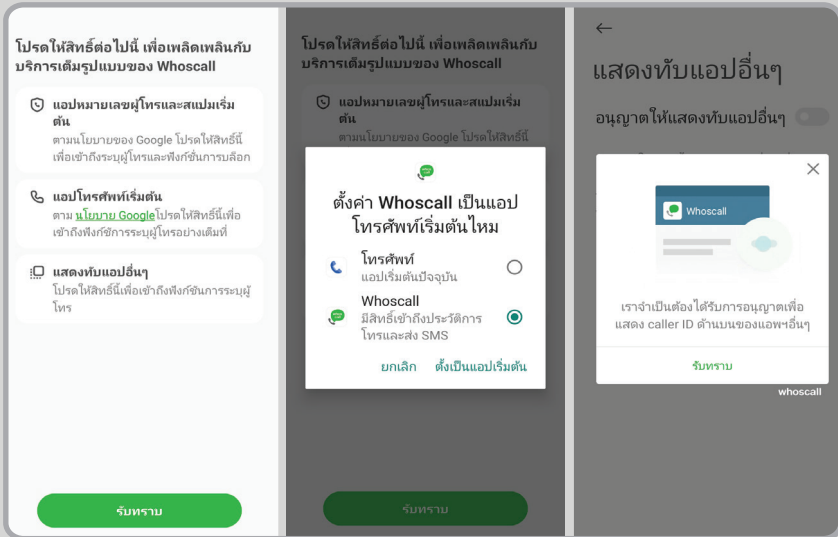 โปรดให้สิทธิ์ต่อไปนี้ เพื่อเพลิดเพลินกับ
บริการเต็มรูปแบบของ Whoscall
แอปหมายเลขผู้โทรและสแปมเริ่ม
ต้น
ตามนโยบายของ Google โปรดให้สิทธิ์นี้
เพื่อเข้าถึงระบุผู้โทรและฟังก์ชั่นการบล็อก
แอปโทรศัพท์เริ่มต้น
ตาม นโยบาย Googleโปรดให้สิทธิ์นี้เพื่อ
เข้าถึงฟังก์ชัการระบุผู้โทรอย่างเต็มที่
แสดงทับแอปอื่นๆ
โปรดให้สิทธิ์นี้เพื่อเข้าถึงฟังก์ชันการระบุผู้
โทร
รับทราบ
โปรดให้สิทธิ์ต่อไปนี้ เพื่อเพลิดเพลินกับ
บริการเต็มรูปแบบของ Whoscall
แอปหมายเลขผู้โทรและสแปมเริ่ม
ต้น
ตามนโยบายของ Google โปรดให้สิทธิ์นี้
ตั้งค่า Whoscall เป็นแอป
โทรศัพท์เริ่มต้นไหม
โทรศัพท์
แอปเริ่มต้นปัจจุบัน
Whoscall
มีสิทธิ์เข้าถึงประวัติการ
โทรและส่ง SMS
ยกเลิก ตั้งเป็นแอปเริ่มต้น
รับทราบ
แสดงทับแอปอื่นๆ
อนุญาตให้แสดงทับแอปอื่นๆ
Whoscall
เราจำเป็นต้องได้รับการอนุญาตเพื่อ
แสดง caller ID ด้านบนของแอพฯอื่นๆ
รับทราบ
whoscall